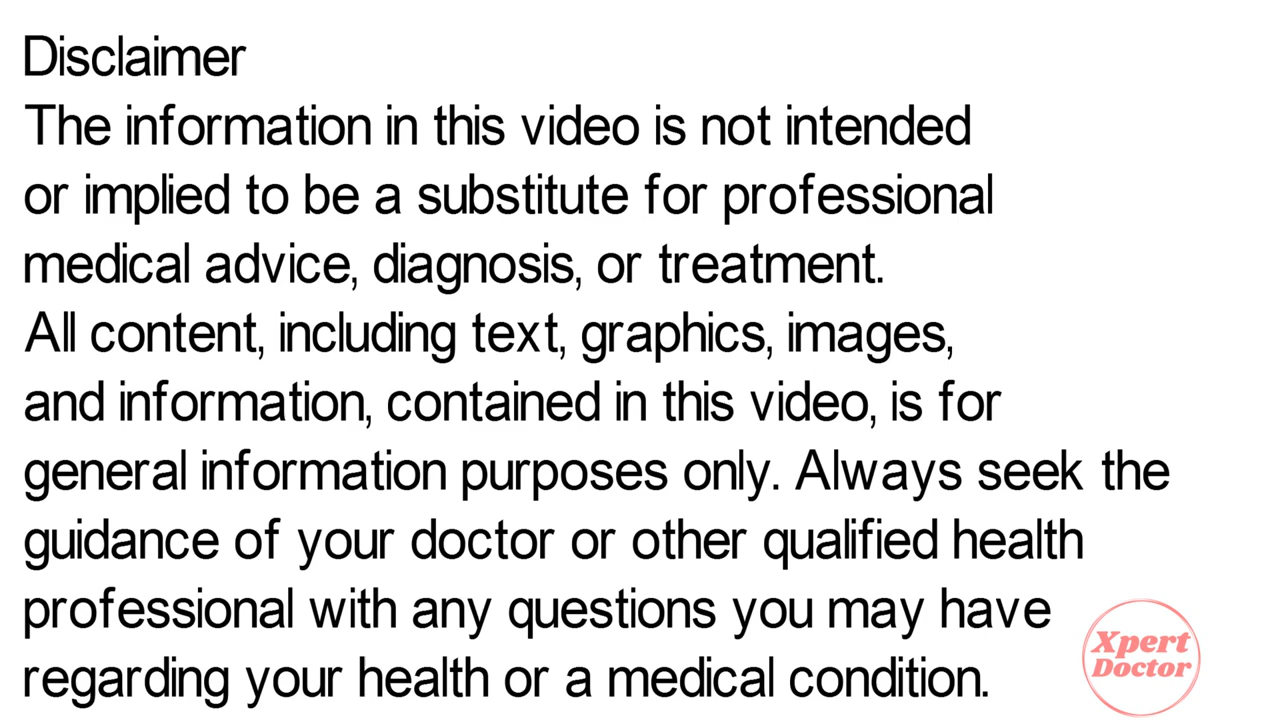 Disclaimer
The information in this video is not intended
or implied to be a substitute for professional
medical advice, diagnosis, or treatment.
All content, including text, graphics, images,
and information, contained in this video, is for
general information purposes only. Always seek the
guidance of your doctor or other qualified health
professional with any questions you may have
regarding your health or a medical condition.
Xpert
Doctor